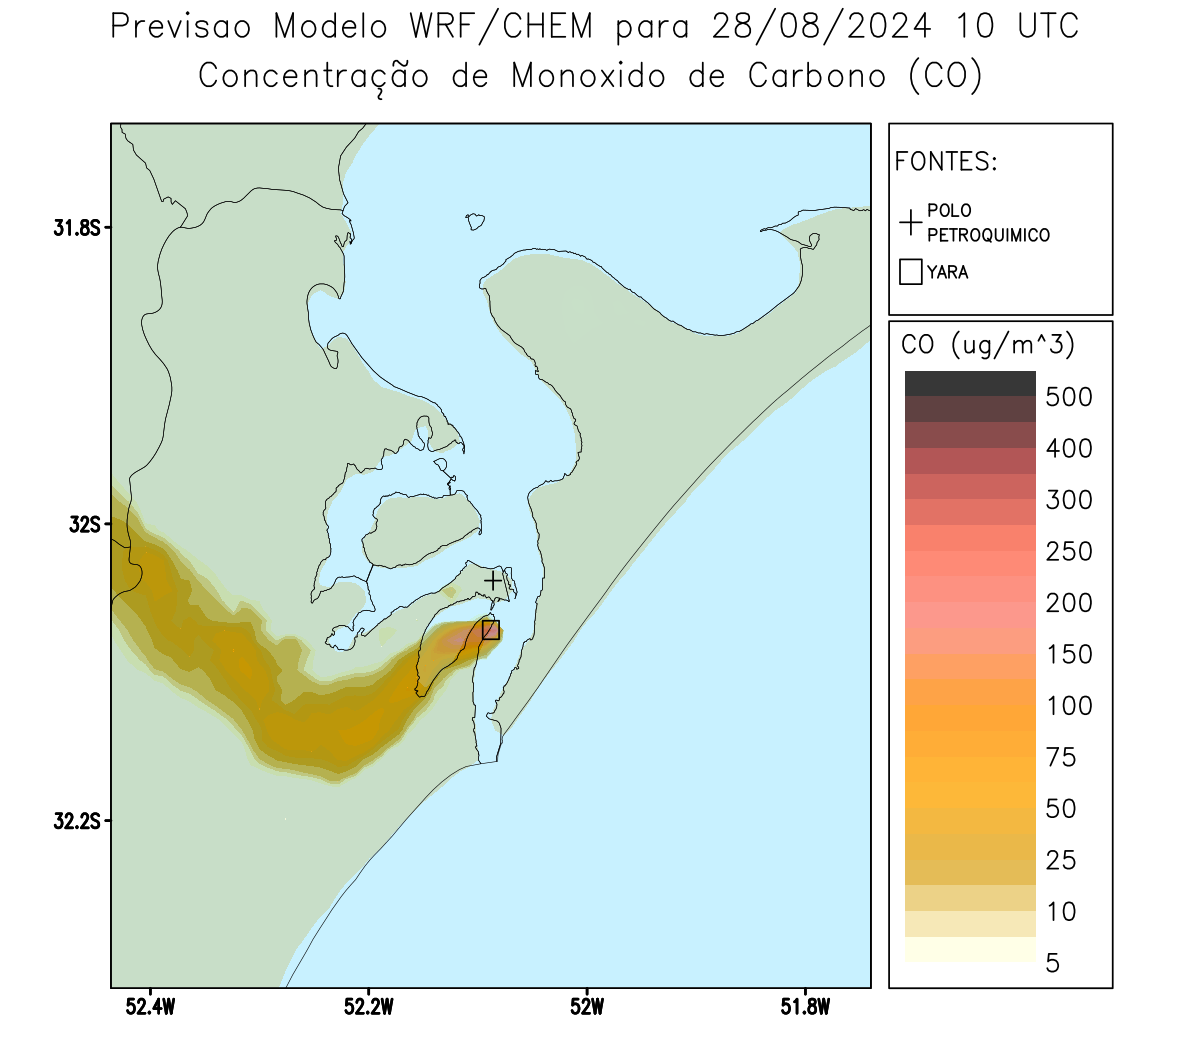 Previsao Modelo WRF/CHEM para 28/08/2024 10 UTC
Concentração de Monoxido de Carbono (CO)
FONTES:
POLO
PETROQUIMICO
YARA
CO (ug/m^3)
500
400
300
250
200
150
100
75
50
25
10
5
31.8S
32S
32.2S
52.4W
52.2W
52W
51.8W